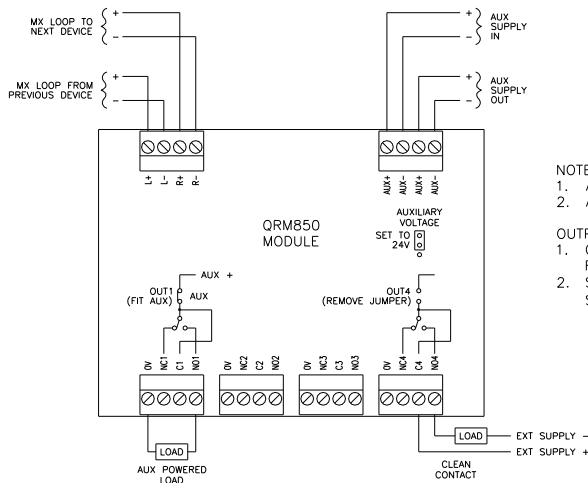 +
MX LOOP TO
NEXT DEVICE
-
+
MX LOOP FROM
PREVIOUS DEVICE
-
+
AUX
SUPPLY
IN
-
+
AUX
SUPPLY
OUT
-
L+
L-
R+
R-
AUX+
AUX-
AUX+
AUX-
QRM850
MODULE
AUXILIARY
VOLTAGE
SET TO
24V
NOTE
1. A
2. A
OUTP
1.
2. S
S
AUX +
OUT1
(FIT AUX)
AUX
OUT4
(REMOVE JUMPER)
0V
NC1
C1
NO1
0V
NC2
C2
NO2
0V
NC3
C3
NO3
0V
NC4
C4
NO4
LOAD
AUX POWERED
LOAD
LOAD
EXT SUPPLY -
EXT SUPPLY +
CLEAN
CONTACT